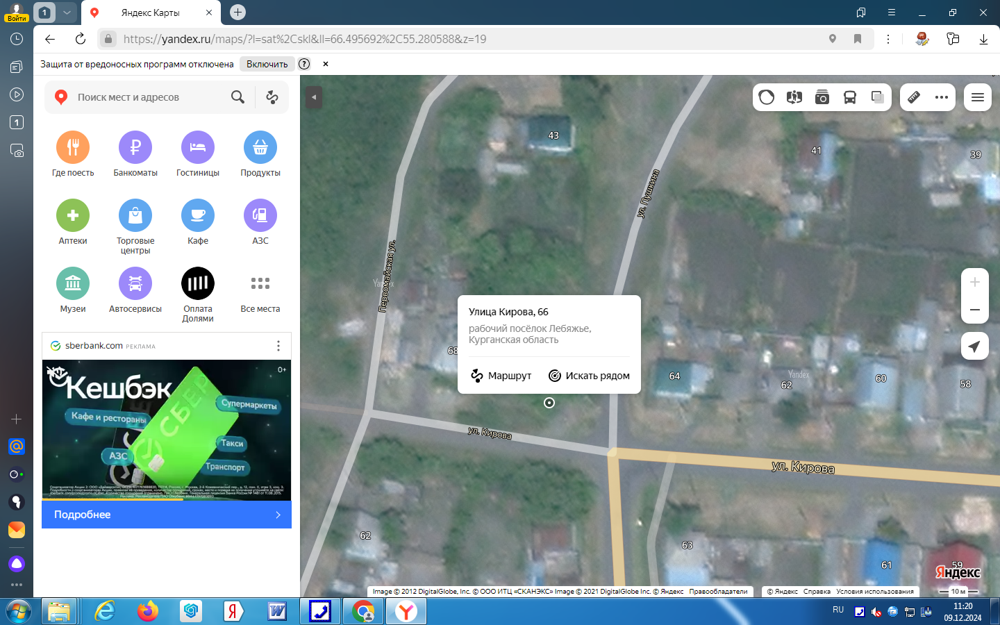 Войти
1
Яндекс Карты
https://yandex.ru/maps/?l=sat%2Cskl&ll=66.495692%2C55.280588&z=19
Защита от вредоносных программ отключена
Включить
?
1
Поиск мест и адресов
Где поесть
Банкоматы
Гостиницы
Продукты
Аптеки
Торговые центры
Кафе
АЗС
Музеи
Автосервисы
Оплата Долями
Все места
sberbank.com РЕКЛАМА
0+
Кешбэк
СБЕР
Супермаркеты
Кафе и рестораны
Такси
АЗС
Транспорт
Подробнее
43
41
39
ул. Пушкина
Первомайская ул.
Yandex
Улица Кирова, 66
рабочий посёлок Лебяжье,
Курганская область
Маршрут
Искать рядом
68
64
62
Yandex
60
58
ул. Кирова
ул. Кирова
62
63
61
59
Яндекс
Image © 2012 DigitalGlobe, Inc. © ООО ИТЦ «СКАНЭКС» Image © 2021 DigitalGlobe Inc. © Яндекс Правообладатели
© Яндекс Справка Условия использования
10 м
RU
11:20
09.12.2024